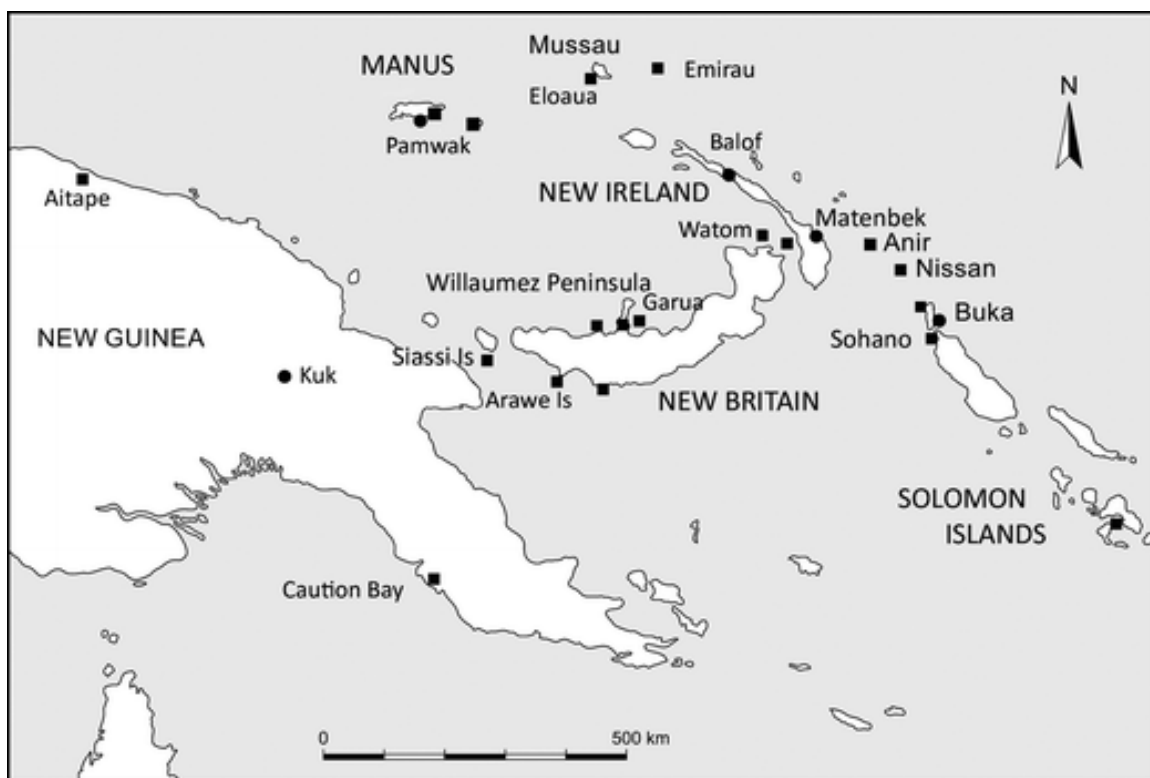 Mussau
Emirau
MANUS
Eloaua
N
Pamwak
Balof
Aitape
NEW IRELAND
Matenbek
Watom
Anir
Nissan
Willaumez Peninsula
Garua
Buka
NEW GUINEA
Sohano
Siassi Is
Kuk
Arawe Is
NEW BRITAIN
SOLOMON
ISLANDS
Caution Bay
0
500 km